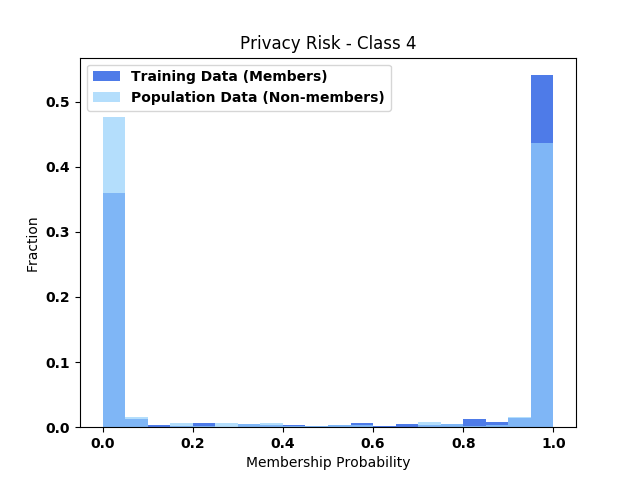 Privacy Risk - Class 4
Training Data (Members)
Population Data (Non-members)
0.5
0.4
0.3
0.2
0.1
0.0
Fraction
0.0 0.2 0.4 0.6 0.8 1.0
Membership Probability